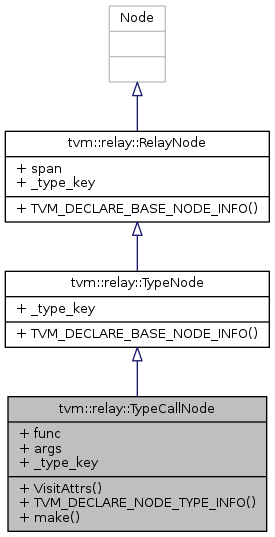 Node
tvm::relay::RelayNode
+ span
+ _type_key
+ TVM_DECLARE_BASE_NODE_INFO()
tvm::relay::TypeNode
+ _type_key
+ TVM_DECLARE_BASE_NODE_INFO()
tvm::relay::TypeCallNode
+ func
+ args
+ _type_key
+ VisitAttrs()
+ TVM_DECLARE_NODE_TYPE_INFO()
+ make()